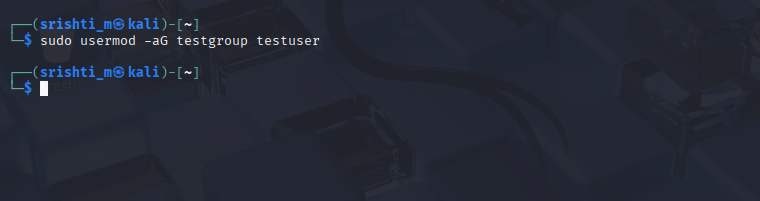 ┌──(srishti_m㉿kali)-[~]
└─$ sudo usermod -aG testgroup testuser
┌──(srishti_m㉿kali)-[~]
└─$